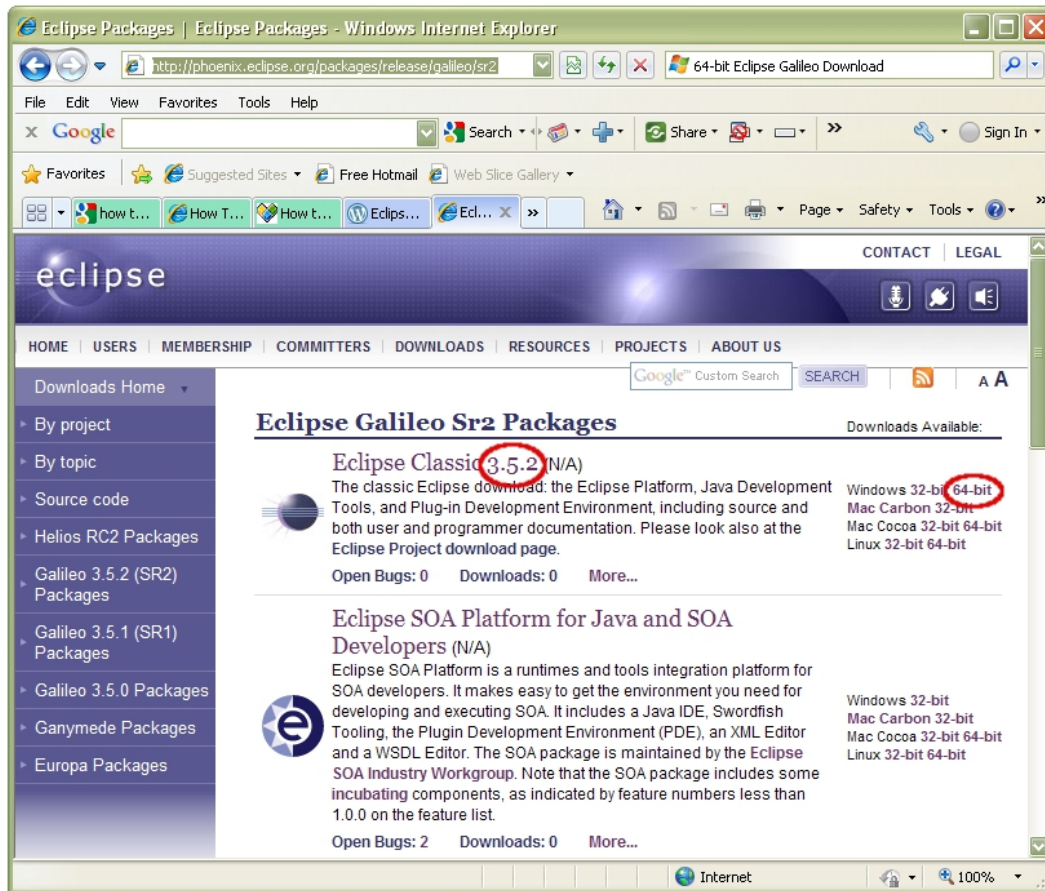 Eclipse Packages | Eclipse Packages - Windows Internet Explorer
http://phoenix.eclipse.org/packages/release/galileo/sr2
64-bit Eclipse Galileo Download
File Edit View Favorites Tools Help
x Google Search Share » Sign In
Favorites Suggested Sites Free Hotmail Web Slice Gallery
how t... How T... How t... Eclips... Ecl... X » Page Safety Tools »
CONTACT | LEGAL
eclipse
HOME | USERS | MEMBERSHIP | COMMITTERS | DOWNLOADS | RESOURCES | PROJECTS | ABOUT US
Google™ Custom Search SEARCH A A
Downloads Home
By project
By topic
Source code
Helios RC2 Packages
Galileo 3.5.2 (SR2)
Packages
Galileo 3.5.1 (SR1)
Packages
Galileo 3.5.0 Packages
Ganymede Packages
Europa Packages
Eclipse Galileo Sr2 Packages
Downloads Available:
Eclipse Classic 3.5.2 (N/A)
The classic Eclipse download: the Eclipse Platform, Java Development
Tools, and Plug-in Development Environment, including source and
both user and programmer documentation. Please look also at the
Eclipse Project download page.
Open Bugs: 0 Downloads: 0 More...
Windows 32-bit 64-bit
Mac Carbon 32-bit
Mac Cocoa 32-bit 64-bit
Linux 32-bit 64-bit
Eclipse SOA Platform for Java and SOA
Developers (N/A)
Eclipse SOA Platform is a runtimes and tools integration platform for
SOA developers. It makes easy to get the environment you need for
developing and executing SOA. It includes a Java IDE, Swordfish
Tooling, the Plugin Development Environment (PDE), an XML Editor
and a WSDL Editor. The SOA package is maintained by the Eclipse
SOA Industry Workgroup. Note that the SOA package includes some
incubating components, as indicated by feature numbers less than
1.0.0 on the feature list.
Open Bugs: 2 Downloads: 0 More...
Windows 32-bit
Mac Carbon 32-bit
Mac Cocoa 32-bit 64-bit
Linux 32-bit 64-bit
Internet 100%